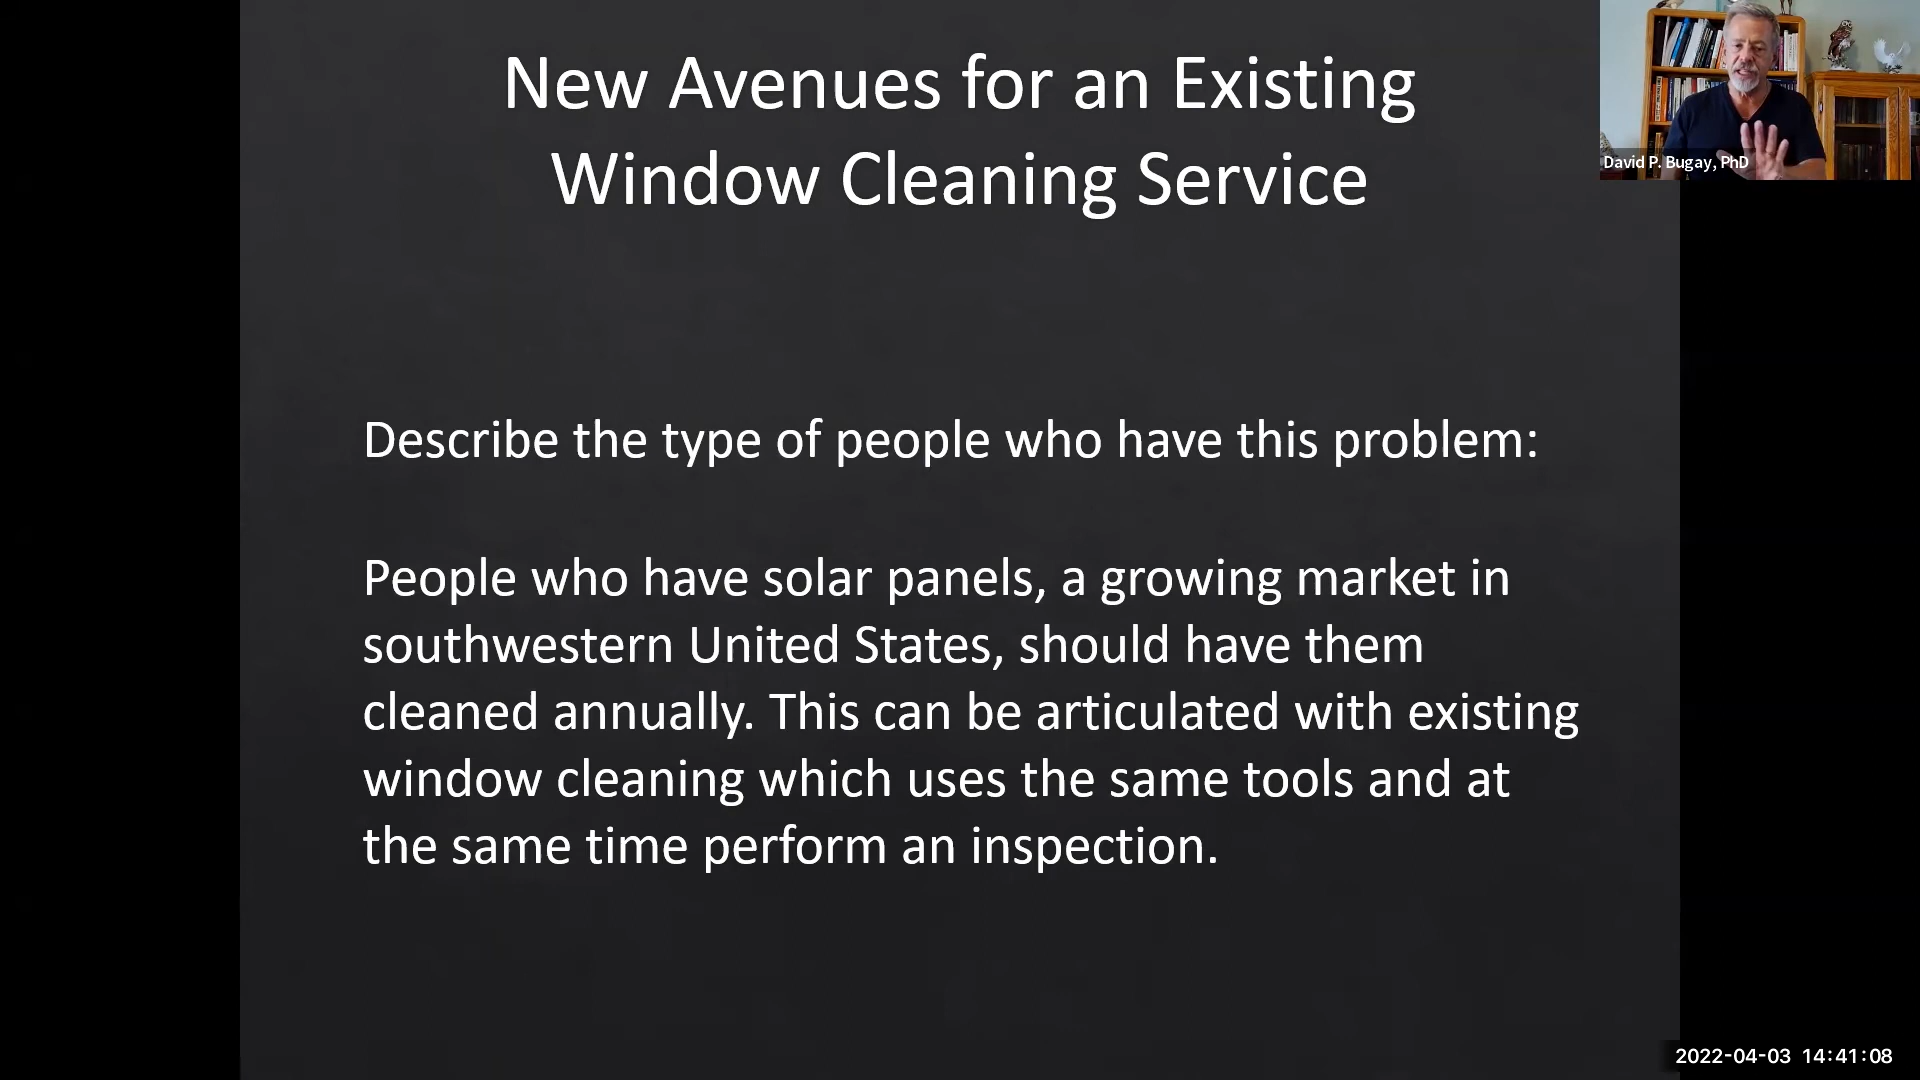 New Avenues for an Existing
Window Cleaning Service
David P. Bugay, PhD
Describe the type of people who have this problem:
People who have solar panels, a growing market in
southwestern United States, should have them
cleaned annually. This can be articulated with existing
window cleaning which uses the same tools and at
the same time perform an inspection.
2022-04-03 14:41:08